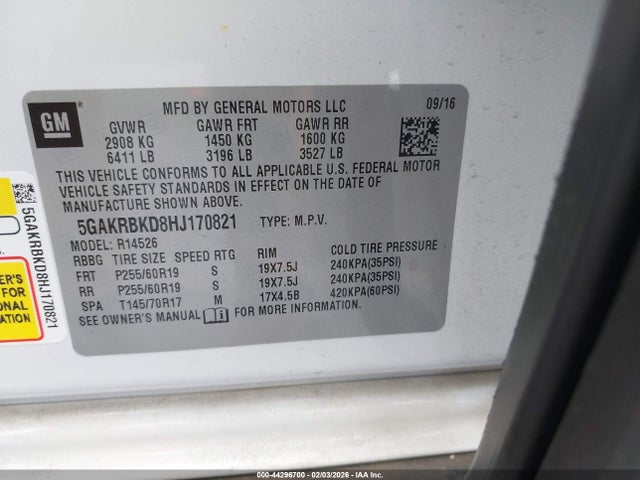 GM ®
MFD BY GENERAL MOTORS LLC 09/16
GVWR GAWR FRT GAWR RR
2908 KG 1450 KG 1600 KG
6411 LB 3196 LB 3527 LB
THIS VEHICLE CONFORMS TO ALL APPLICABLE U.S. FEDERAL MOTOR
VEHICLE SAFETY STANDARDS IN EFFECT ON THE DATE OF
MANUFACTURE SHOWN ABOVE.
5GAKRBKD8HJ170821 TYPE: M.P.V.
MODEL: R14526
RBBG TIRE SIZE SPEED RTG RIM COLD TIRE PRESSURE
FRT P255/60R19 S 19X7.5J 240KPA(35PSI)
RR P255/60R19 S 19X7.5J 240KPA(35PSI)
SPA T145/70R17 M 17X4.5B 420KPA(60PSI)
SEE OWNER'S MANUAL FOR MORE INFORMATION.
5GAKRBKD8HJ170821
ER'S
FOR
ONAL
ATION
000-44296700 - 02/03/2026 - IAA Inc.